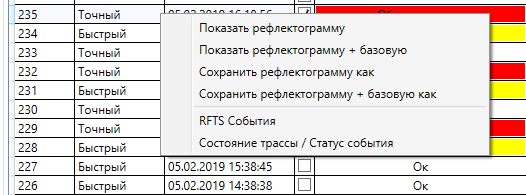 235 Точный 05.02.2019 16:18:56
234 Быстрый
Показать рефлектограмму
233 Быстрый
Показать рефлектограмму + базовую
232 Точный
Сохранить рефлектограмму как
231 Быстрый
Сохранить рефлектограмму + базовую как
230 Точный
RFTS События
229 Точный
Состояние трассы / Статус события
228 Быстрый
227 Быстрый 05.02.2019 15:38:45 Ок
226 Быстрый 05.02.2019 14:38:38 Ок